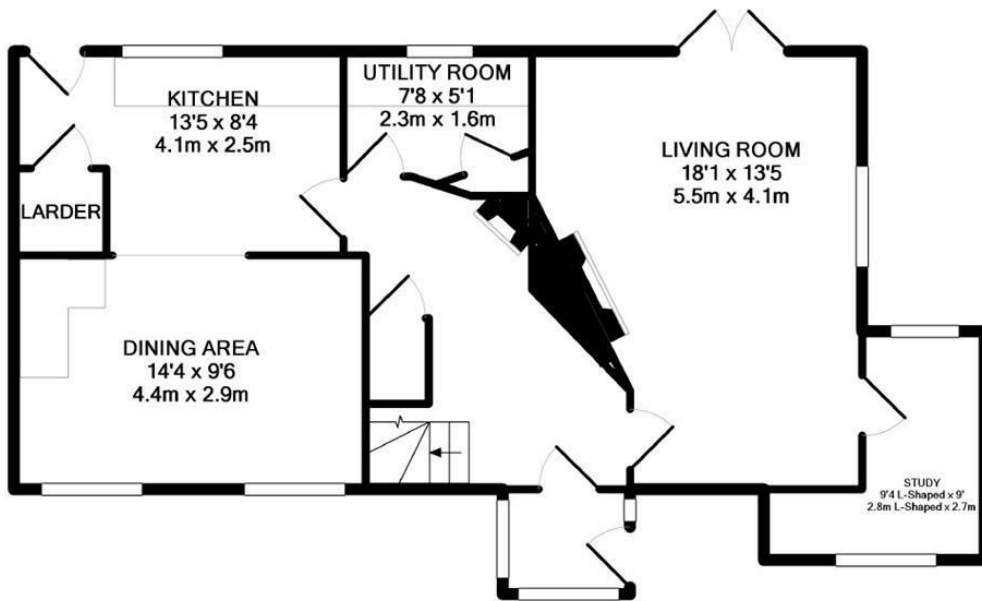 KITCHEN
13'5 x 8'4
4.1m x 2.5m
UTILITY ROOM
7'8 x 5'1
2.3m x 1.6m
LIVING ROOM
18'1 x 13'5
5.5m x 4.1m
LARDER
DINING AREA
14'4 x 9'6
4.4m x 2.9m
STUDY
9'4 L-Shaped x 9'
2.8m L-Shaped x 2.7m